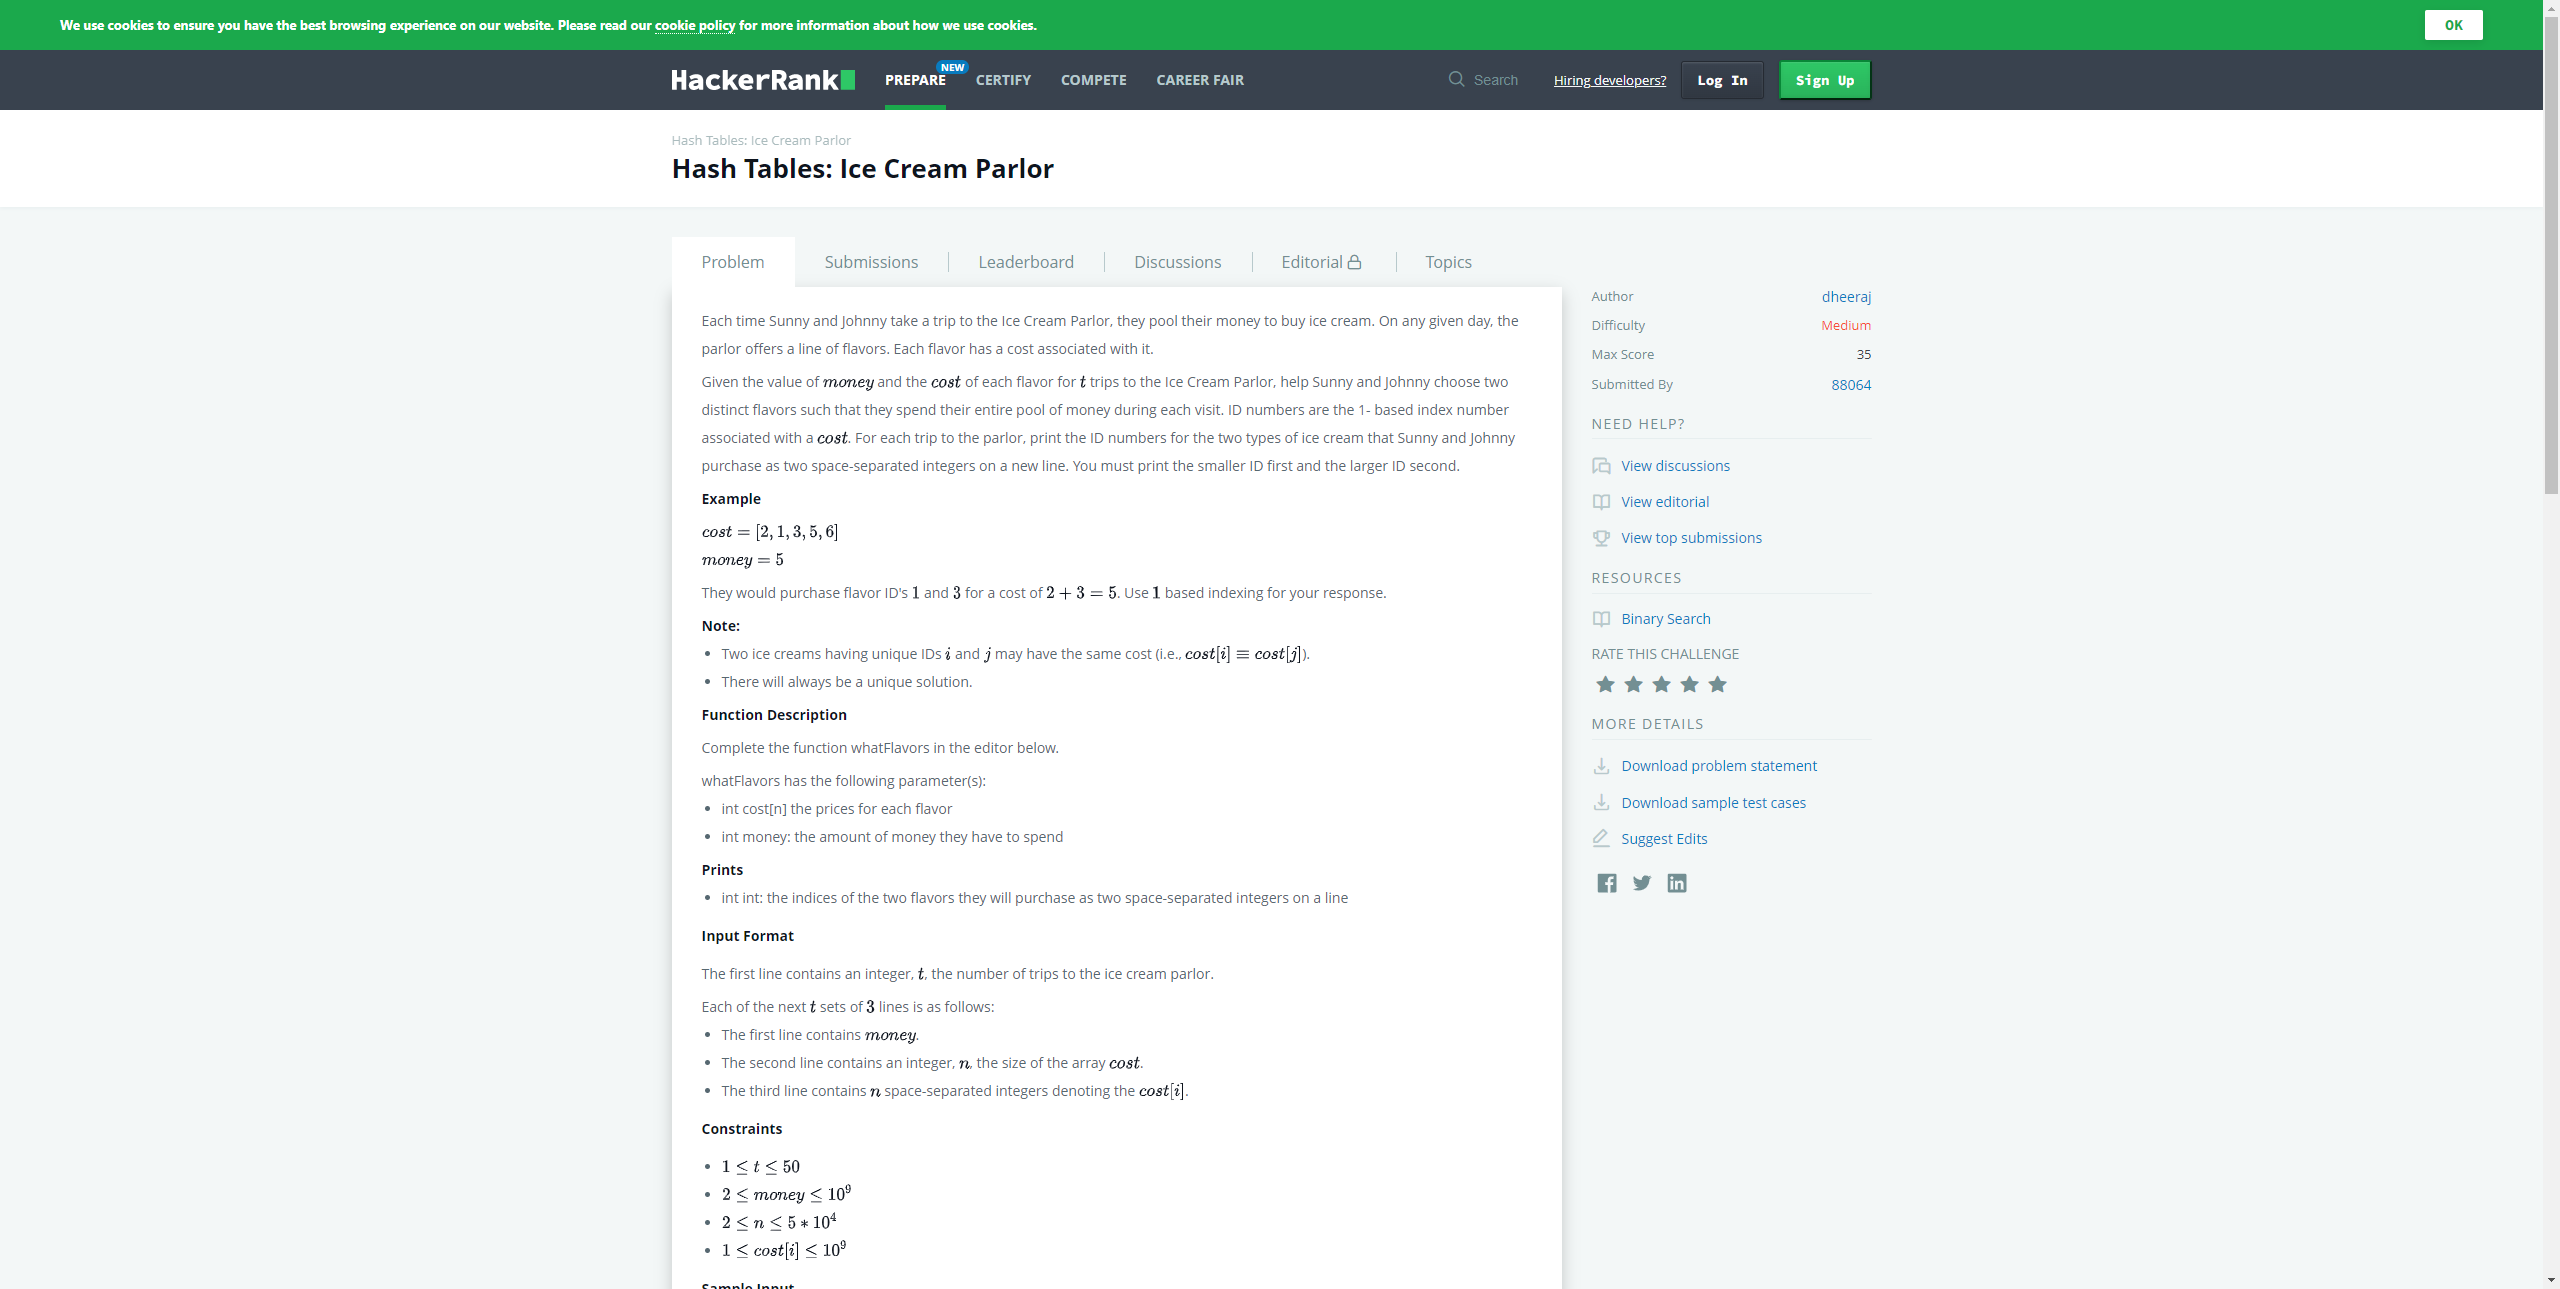 We use cookies to ensure you have the best browsing experience on our website. Please read our cookie policy for more information about how we use cookies.
OK
HackerRank
PREPARE
NEW
CERTIFY
COMPETE
CAREER FAIR
Search
Hiring developers?
Log In
Sign Up
Hash Tables: Ice Cream Parlor
Hash Tables: Ice Cream Parlor
Problem
Submissions
Leaderboard
Discussions
Editorial
Topics
Each time Sunny and Johnny take a trip to the Ice Cream Parlor, they pool their money to buy ice cream. On any given day, the
parlor offers a line of flavors. Each flavor has a cost associated with it.
Given the value of money and the cost of each flavor for t trips to the Ice Cream Parlor, help Sunny and Johnny choose two
distinct flavors such that they spend their entire pool of money during each visit. ID numbers are the 1- based index number
associated with a cost. For each trip to the parlor, print the ID numbers for the two types of ice cream that Sunny and Johnny
purchase as two space-separated integers on a new line. You must print the smaller ID first and the larger ID second.
Example
cost = [2, 1, 3, 5, 6]
money = 5
They would purchase flavor ID's 1 and 3 for a cost of 2 + 3 = 5. Use 1 based indexing for your response.
Note:
• Two ice creams having unique IDs i and j may have the same cost (i.e., cost[i] ≡ cost[j]).
• There will always be a unique solution.
Function Description
Complete the function whatFlavors in the editor below.
whatFlavors has the following parameter(s):
• int cost[n] the prices for each flavor
• int money: the amount of money they have to spend
Prints
• int int: the indices of the two flavors they will purchase as two space-separated integers on a line
Input Format
The first line contains an integer, t, the number of trips to the ice cream parlor.
Each of the next t sets of 3 lines is as follows:
• The first line contains money.
• The second line contains an integer, n, the size of the array cost.
• The third line contains n space-separated integers denoting the cost[i].
Constraints
• 1 ≤ t ≤ 50
• 2 ≤ money ≤ 10⁹
• 2 ≤ n ≤ 5 * 10⁴
• 1 ≤ cost[i] ≤ 10⁹
Sample Input
Author
dheeraj
Difficulty
Medium
Max Score
35
Submitted By
88064
NEED HELP?
View discussions
View editorial
View top submissions
RESOURCES
Binary Search
RATE THIS CHALLENGE
MORE DETAILS
Download problem statement
Download sample test cases
Suggest Edits